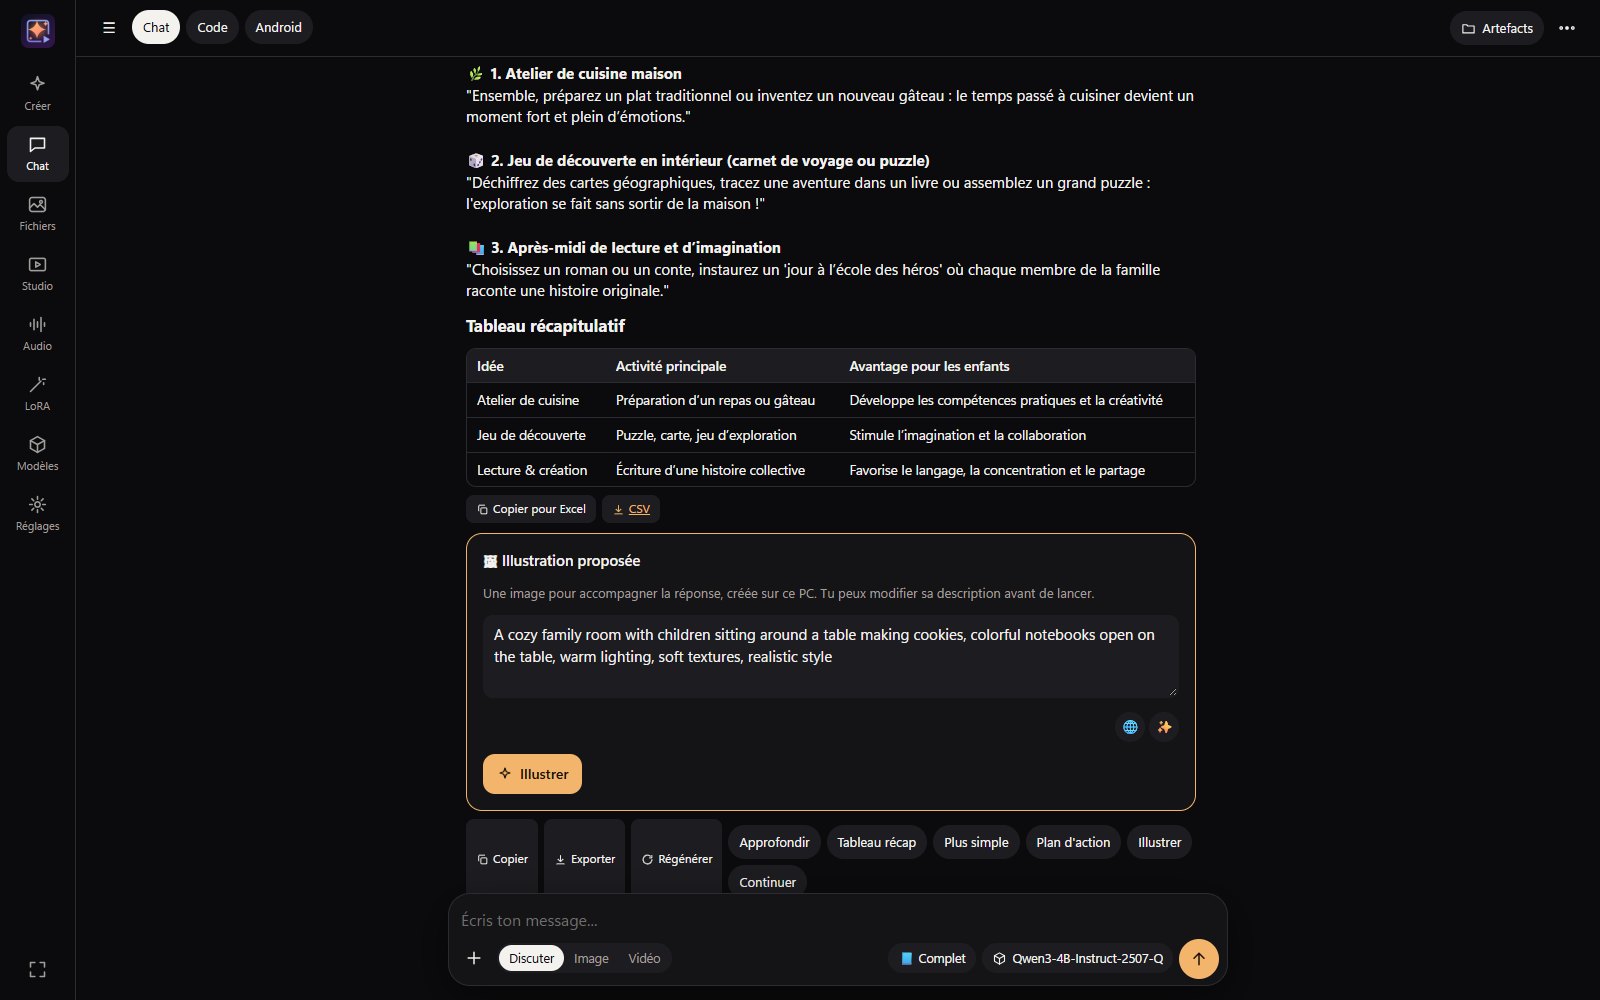 Chat
Code
Android
Artefacts
Créer
Chat
Fichiers
Studio
Audio
LoRA
Modèles
Réglages
🌿 1. Atelier de cuisine maison
"Ensemble, préparez un plat traditionnel ou inventez un nouveau gâteau : le temps passé à cuisiner devient un
moment fort et plein d’émotions."
🎲 2. Jeu de découverte en intérieur (carnet de voyage ou puzzle)
"Déchiffrez des cartes géographiques, tracez une aventure dans un livre ou assemblez un grand puzzle :
l'exploration se fait sans sortir de la maison !"
📚 3. Après-midi de lecture et d’imagination
"Choisissez un roman ou un conte, instaurez un 'jour à l’école des héros' où chaque membre de la famille
raconte une histoire originale."
Tableau récapitulatif
Idée Activité principale Avantage pour les enfants
Atelier de cuisine Préparation d’un repas ou gâteau Développe les compétences pratiques et la créativité
Jeu de découverte Puzzle, carte, jeu d’exploration Stimule l’imagination et la collaboration
Lecture & création Écriture d’une histoire collective Favorise le langage, la concentration et le partage
Copier pour Excel
CSV
Illustration proposée
Une image pour accompagner la réponse, créée sur ce PC. Tu peux modifier sa description avant de lancer.
A cozy family room with children sitting around a table making cookies, colorful notebooks open on
the table, warm lighting, soft textures, realistic style
Illustrer
Copier
Exporter
Régénérer
Approfondir
Tableau récap
Plus simple
Plan d'action
Illustrer
Continuer
Écris ton message...
Discuter
Image
Vidéo
Complet
Qwen3-4B-Instruct-2507-Q